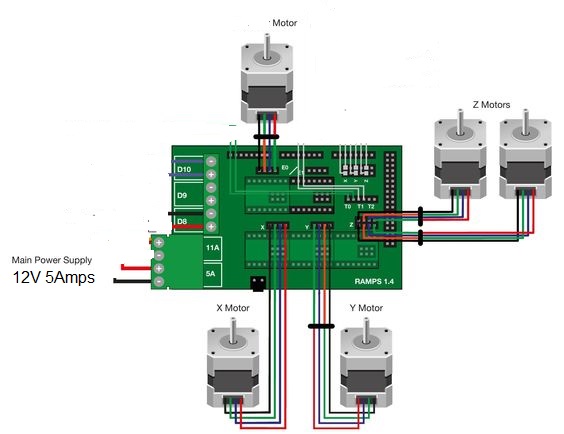 Motor
Z Motors
D10
E0
E1
X Y Z
D9
T0 T1 T2
D8
X
Y
Z
11A
Main Power Supply
12V 5Amps
5A
RAMPS 1.4
X Motor
Y Motor